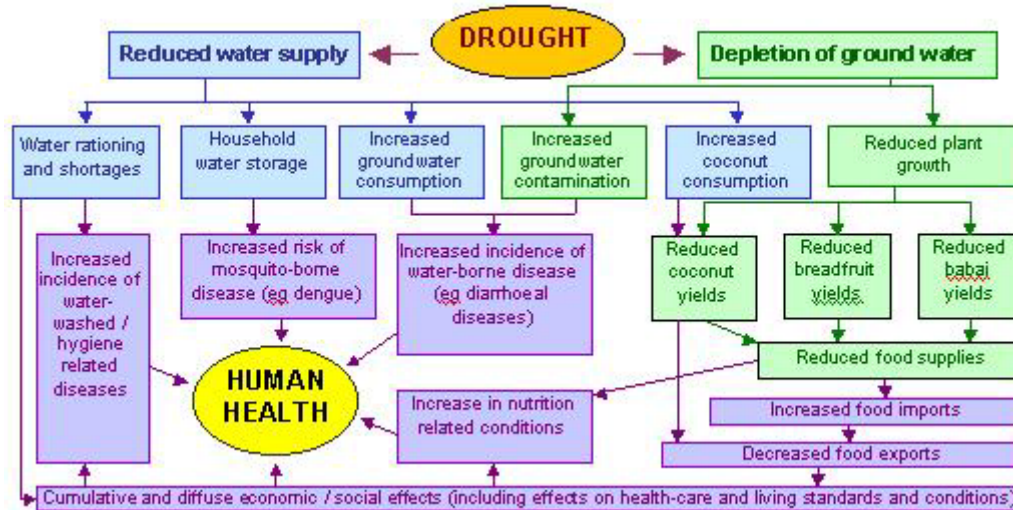 DROUGHT
Reduced water supply
Depletion of ground water
Water rationing
and shortages
Household
water storage
Increased
groundwater
consumption
Increased
groundwater
contamination
Increased
coconut
consumption
Reduced plant
growth
Increased
incidence of
water-
washed /
hygiene
related
diseases
Increased risk of
mosquito-borne
disease (eg dengue)
Increased incidence of
water-borne disease
(eg diarrhoeal
diseases)
Reduced
coconut
yields
Reduced
breadfruit
yields
Reduced
babai
yields
HUMAN
HEALTH
Reduced food supplies
Increase in nutrition
related conditions
Increased food imports
Decreased food exports
Cumulative and diffuse economic / social effects (including effects on health-care and living standards and conditions)